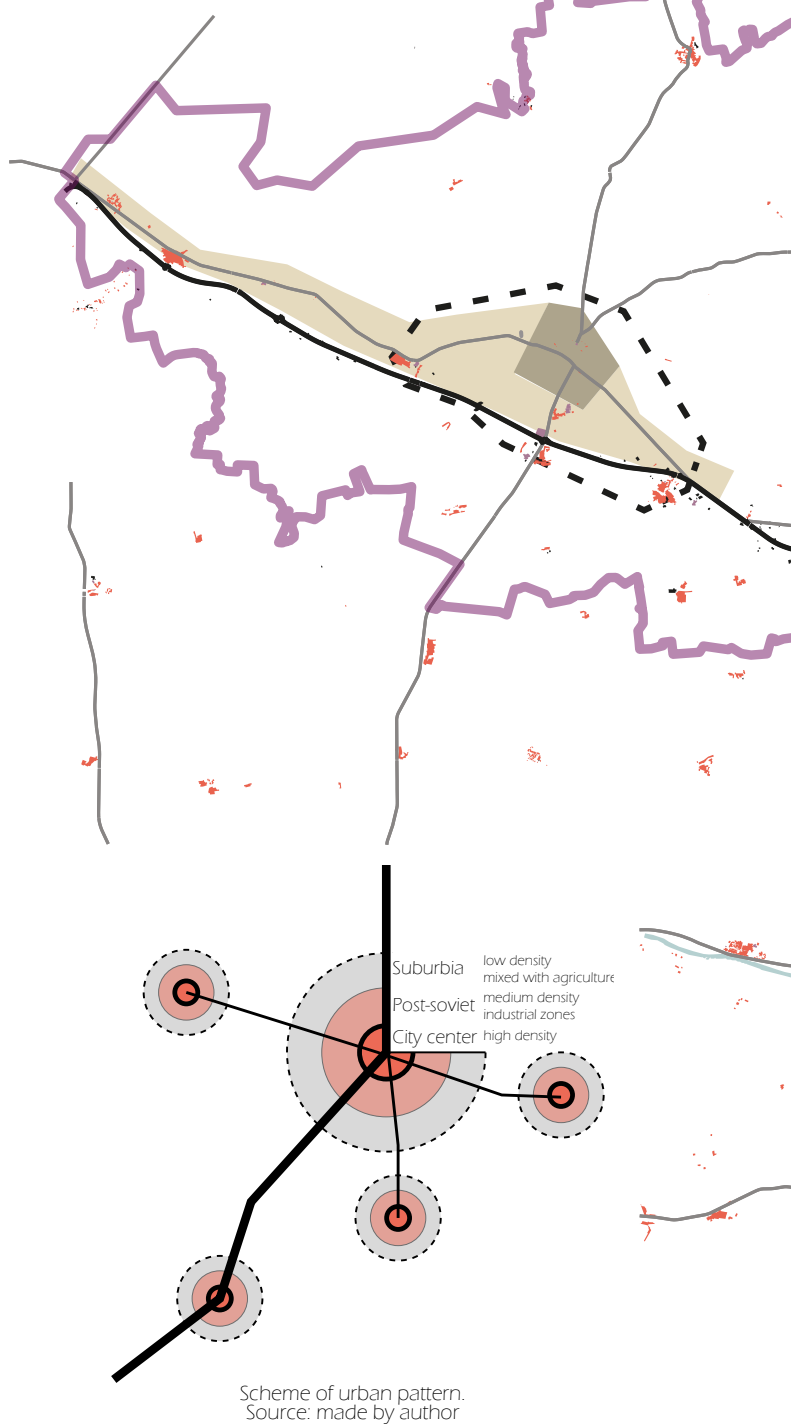 Suburbia
low density
mixed with agriculture
Post-soviet
medium density
industrial zones
City center
high density
Scheme of urban pattern.
Source: made by author